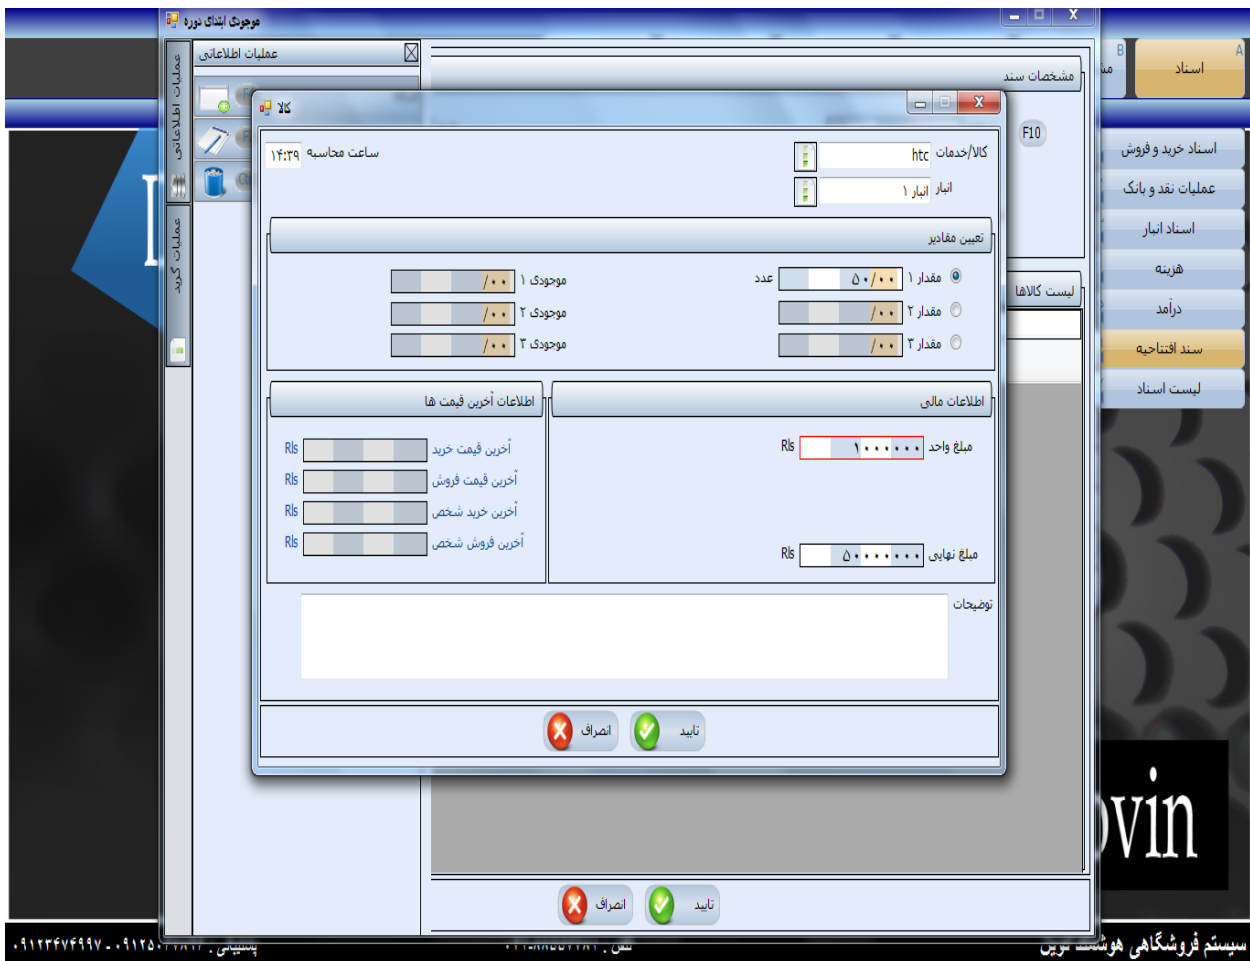 موجودی ابتدای دوره
X
A
اسناد
B
عملیات اطلاعاتی
عملیات اطلاعاتی
عملیات گرید
مشخصات سند
F10
لیست کالاها
اسناد خرید و فروش
عملیات نقد و بانک
اسناد انبار
هزینه
درآمد
سند افتتاحیه
لیست اسناد
کالا
X
کالا/خدمات htc
ساعت محاسبه ۱۴:۳۹
انبار انبار ۱
تعیین مقادیر
مقدار ۱ ۵۰/۰۰ عدد
موجودی ۱ /۰۰
مقدار ۲ /۰۰
موجودی ۲ /۰۰
مقدار ۳ /۰۰
موجودی ۳ /۰۰
اطلاعات مالی
اطلاعات آخرین قیمت ها
مبلغ واحد ۱۰۰۰۰۰۰ Rls
آخرین قیمت خرید Rls
آخرین قیمت فروش Rls
آخرین خرید شخص Rls
آخرین فروش شخص Rls
مبلغ نهایی ۵۰۰۰۰۰۰۰ Rls
توضیحات
تایید
انصراف
تایید
انصراف
ovin
سیستم فروشگاهی هوشمند نوین